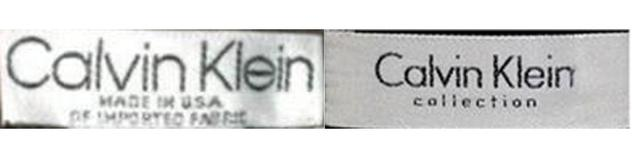 Calvin Klein
MADE IN U.S.A.
OF IMPORTED FABRIC
Calvin Klein
collection